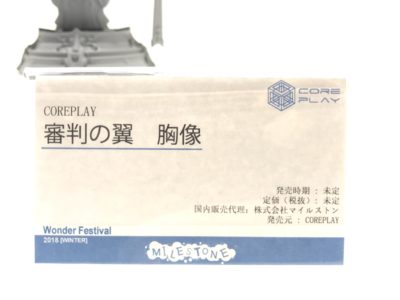 CORE
PLAY
COREPLAY
審判の翼　胸像
発売時期 : 未定
定価（税抜）: 未定
国内販売代理: 株式会社マイルストン
発売元 : COREPLAY
Wonder Festival
2018 [WINTER]
MILESTONE